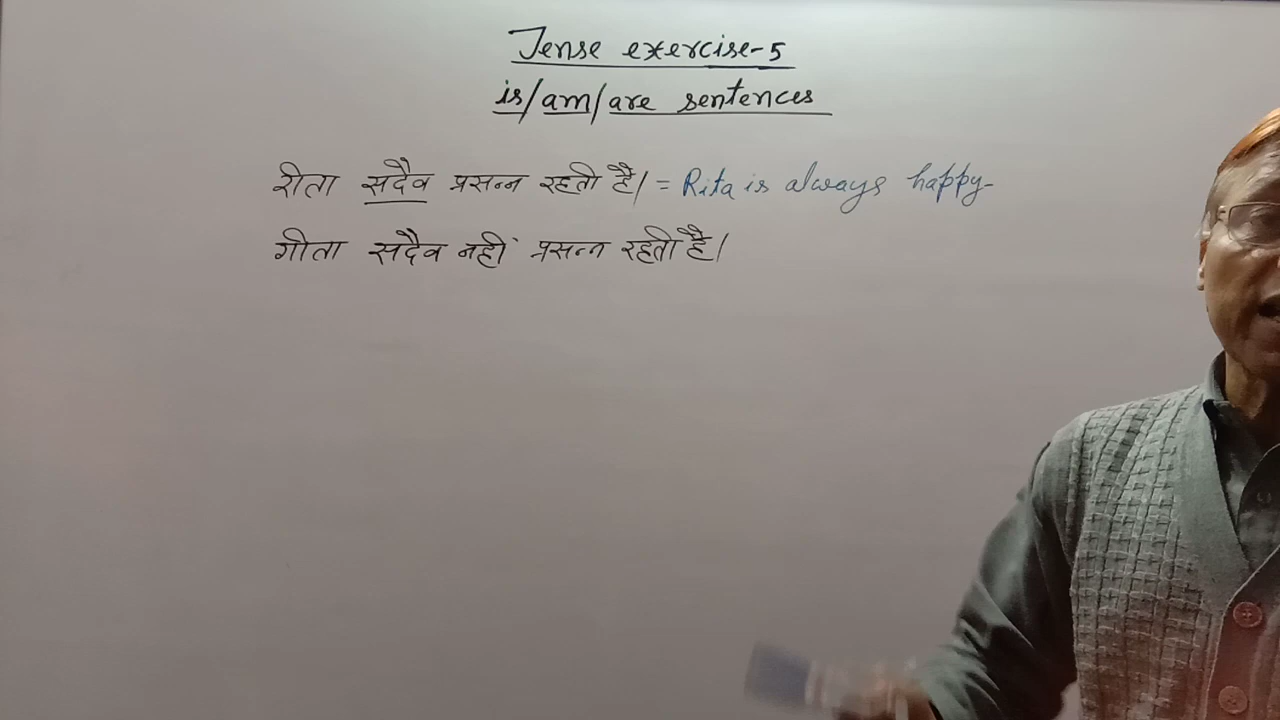 Tense exercise-5
is/am/are sentences
रीता सदैव प्रसन्न रहती है। = Rita is always happy-
गीता सदैव नहीं प्रसन्न रहती है।